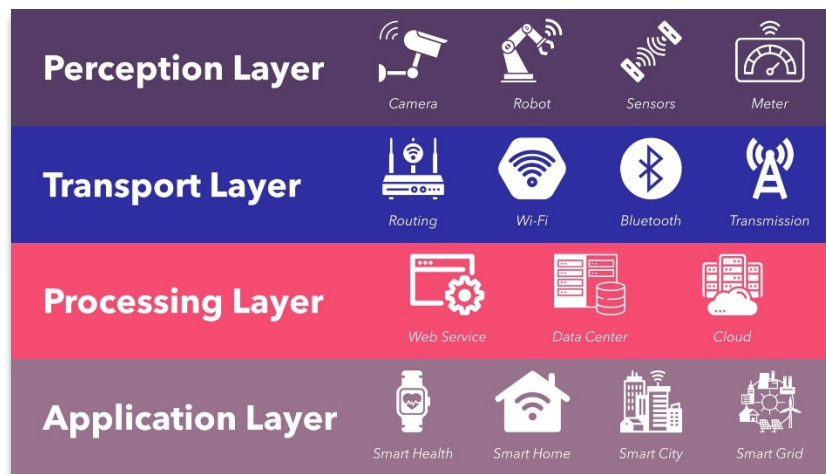 Perception Layer
Camera
Robot
Sensors
Meter
Transport Layer
Routing
Wi-Fi
Bluetooth
Transmission
Processing Layer
Web Service
Data Center
Cloud
Application Layer
Smart Health
Smart Home
Smart City
Smart Grid